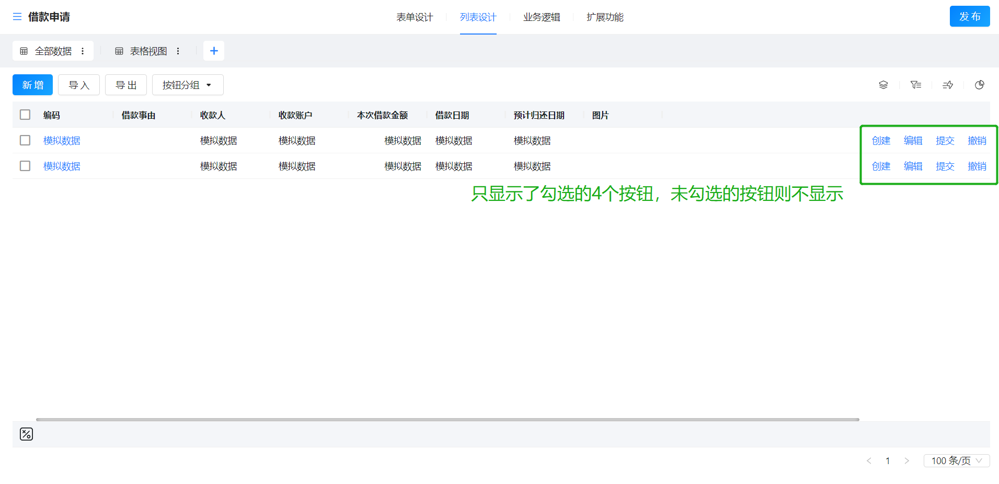 借款申请 表单设计 列表设计 业务逻辑 扩展功能 发布
全部数据 表格视图
新增 导入 导出 按钮分组
编码 借款事由 收款人 收款账户 本次借款金额 借款日期 预计归还日期 图片
模拟数据 模拟数据 模拟数据 模拟数据 模拟数据 模拟数据 创建 编辑 提交 撤销
模拟数据 模拟数据 模拟数据 模拟数据 模拟数据 模拟数据 创建 编辑 提交 撤销
只显示了勾选的4个按钮，未勾选的按钮则不显示
1 100 条/页